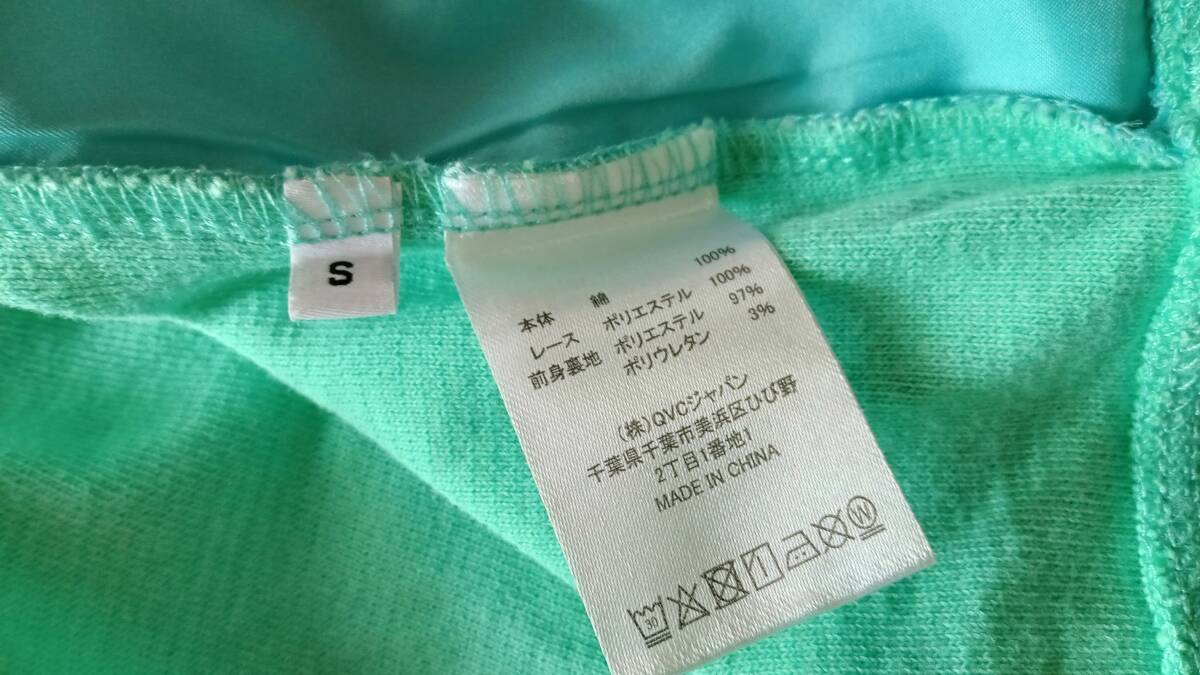 S
本体 綿 100%
レース ポリエステル 100%
前身裏地 ポリエステル 97%
ポリウレタン 3%
(株)QVCジャパン
千葉県千葉市美浜区ひび野
2丁目1番地1
MADE IN CHINA
30 W